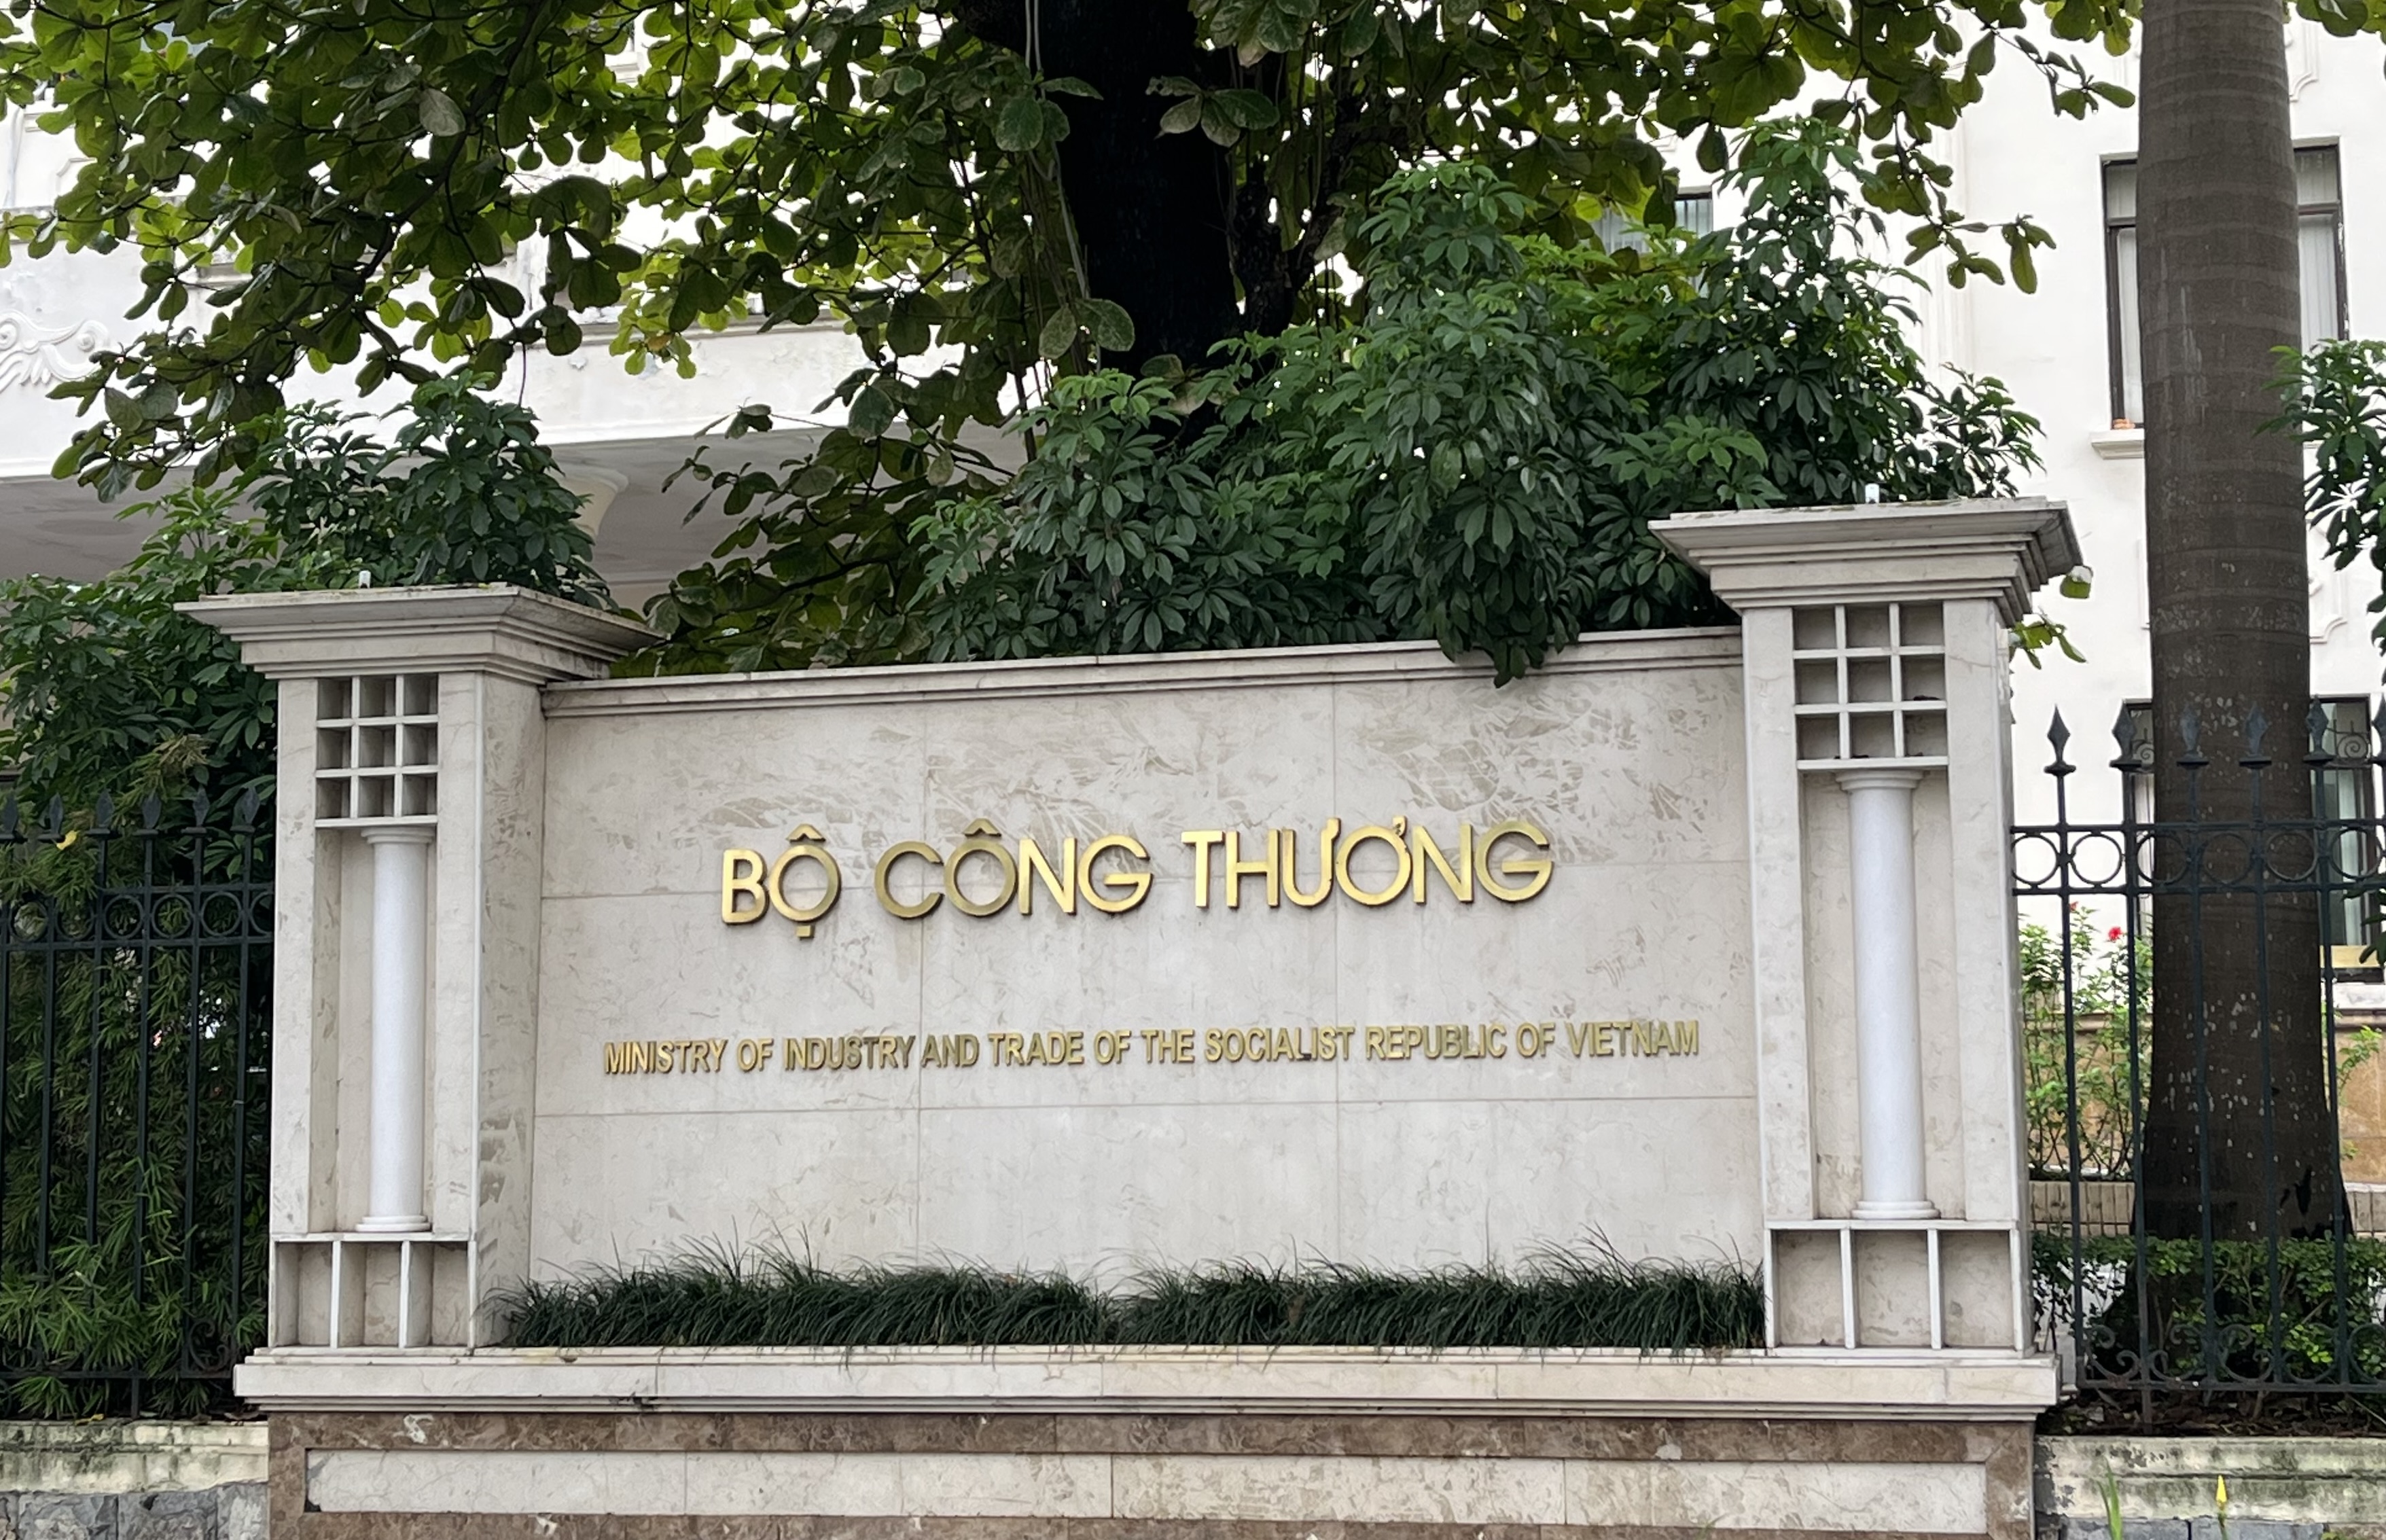 BỘ CÔNG THƯƠNG
MINISTRY OF INDUSTRY AND TRADE OF THE SOCIALIST REPUBLIC OF VIETNAM